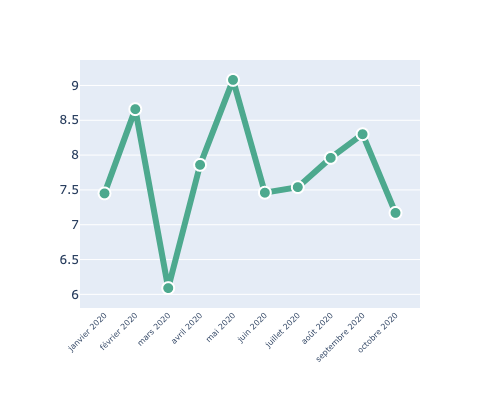 9
8.5
8
7.5
7
6.5
6
janvier 2020
février 2020
mars 2020
avril 2020
mai 2020
juin 2020
juillet 2020
août 2020
septembre 2020
octobre 2020